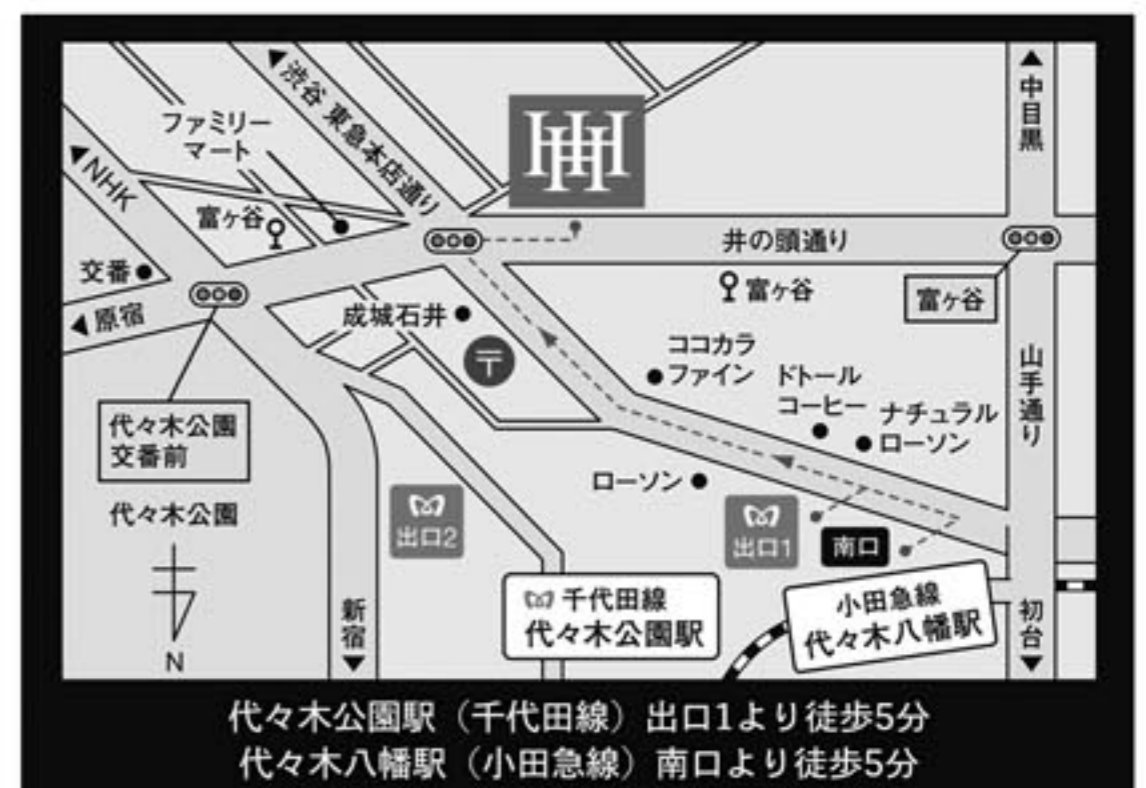 ▲中目黒
◀渋谷 東急本店通り
ファミリー
マート
HHH
◀NHK
富ヶ谷
交番
◀原宿
井の頭通り
富ヶ谷
富ヶ谷
成城石井
〒
ココカラ
ファイン
ドトール
コーヒー
ナチュラル
ローソン
山手通り
代々木公園
交番前
代々木公園
ローソン
出口2
出口1
南口
新宿▼
千代田線
代々木公園駅
小田急線
代々木八幡駅
初台▼
N
代々木公園駅（千代田線）出口1より徒歩5分
代々木八幡駅（小田急線）南口より徒歩5分